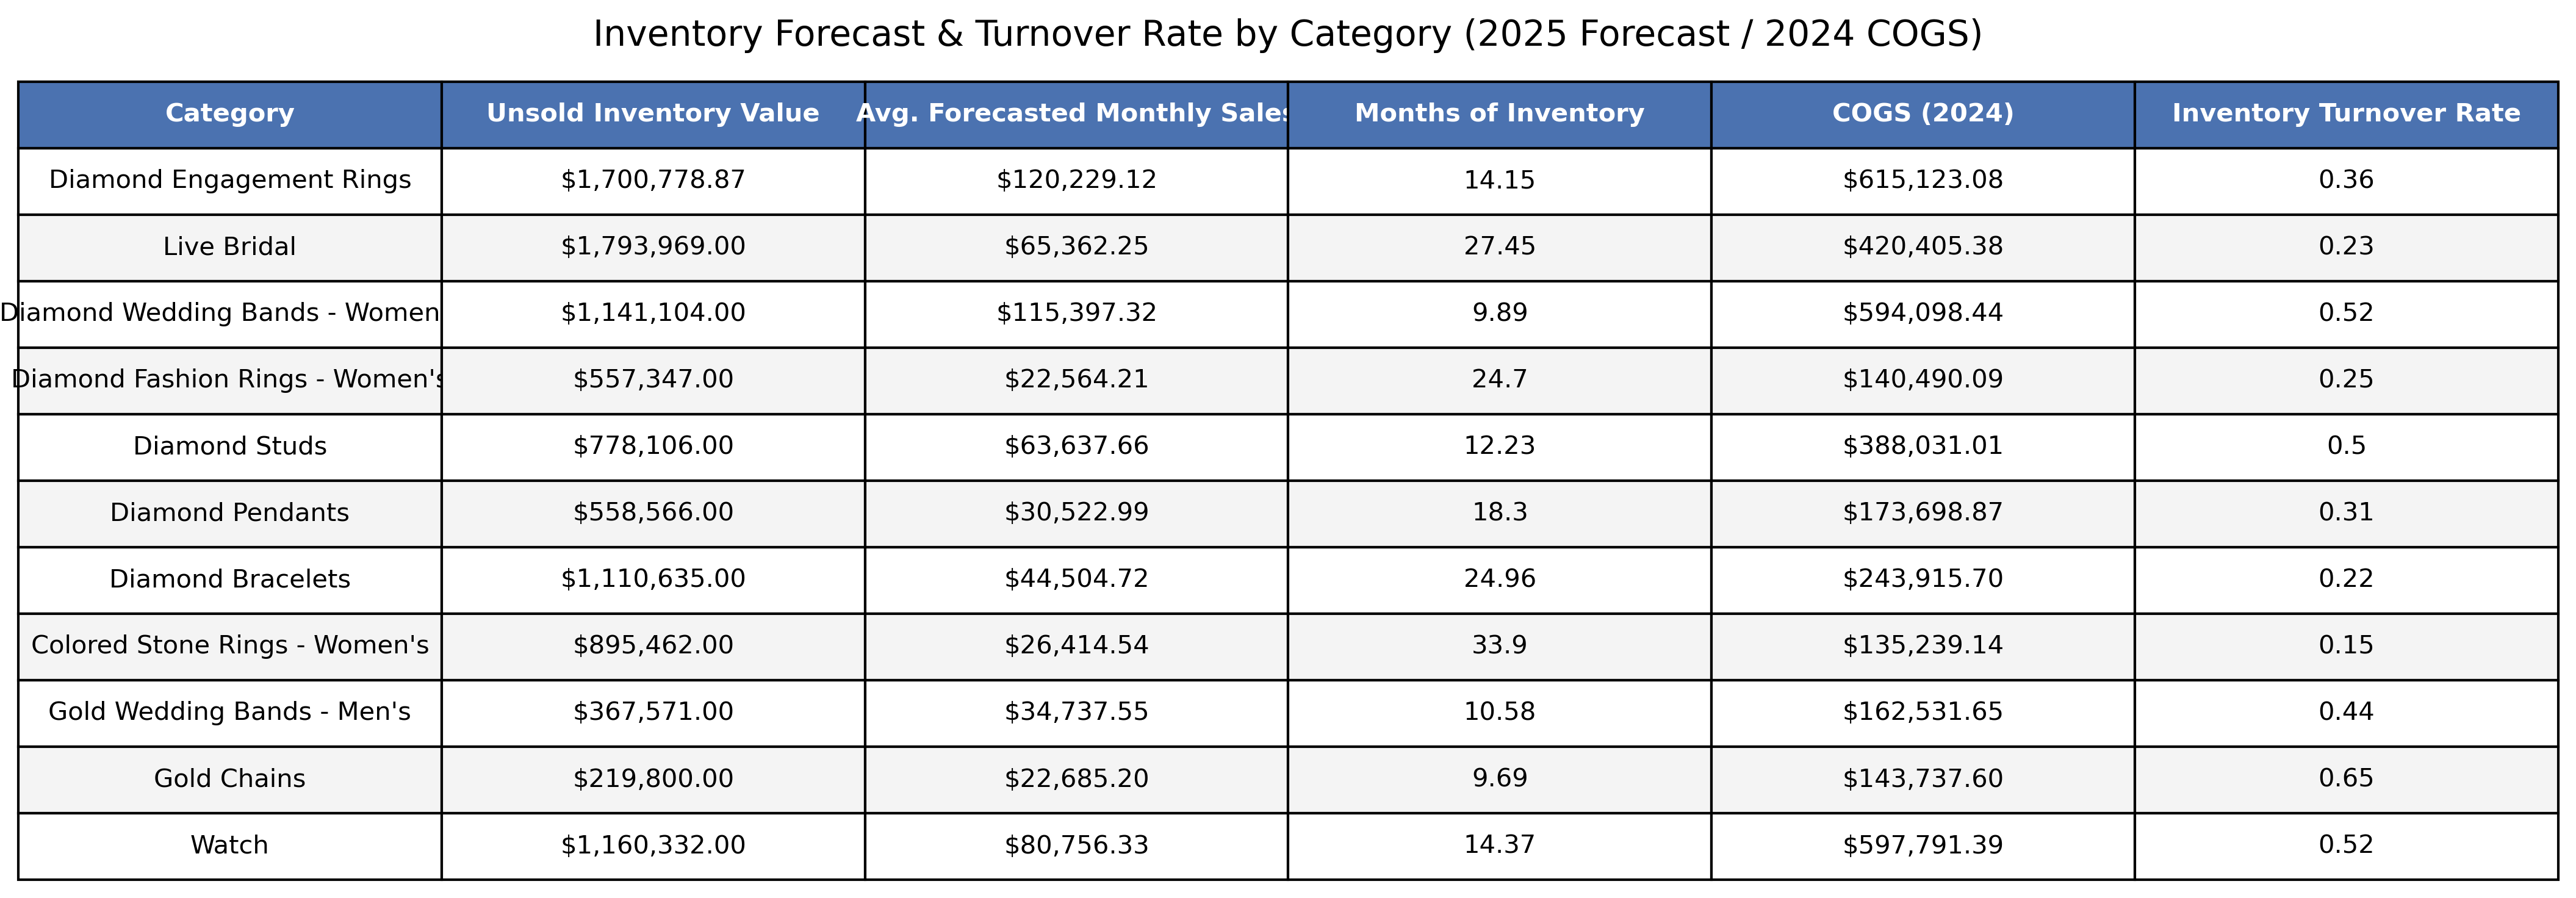 Inventory Forecast & Turnover Rate by Category (2025 Forecast / 2024 COGS)
Category Unsold Inventory Value Avg. Forecasted Monthly Sales Months of Inventory COGS (2024) Inventory Turnover Rate
Diamond Engagement Rings $1,700,778.87 $120,229.12 14.15 $615,123.08 0.36
Live Bridal $1,793,969.00 $65,362.25 27.45 $420,405.38 0.23
Diamond Wedding Bands - Women $1,141,104.00 $115,397.32 9.89 $594,098.44 0.52
Diamond Fashion Rings - Women's $557,347.00 $22,564.21 24.7 $140,490.09 0.25
Diamond Studs $778,106.00 $63,637.66 12.23 $388,031.01 0.5
Diamond Pendants $558,566.00 $30,522.99 18.3 $173,698.87 0.31
Diamond Bracelets $1,110,635.00 $44,504.72 24.96 $243,915.70 0.22
Colored Stone Rings - Women's $895,462.00 $26,414.54 33.9 $135,239.14 0.15
Gold Wedding Bands - Men's $367,571.00 $34,737.55 10.58 $162,531.65 0.44
Gold Chains $219,800.00 $22,685.20 9.69 $143,737.60 0.65
Watch $1,160,332.00 $80,756.33 14.37 $597,791.39 0.52